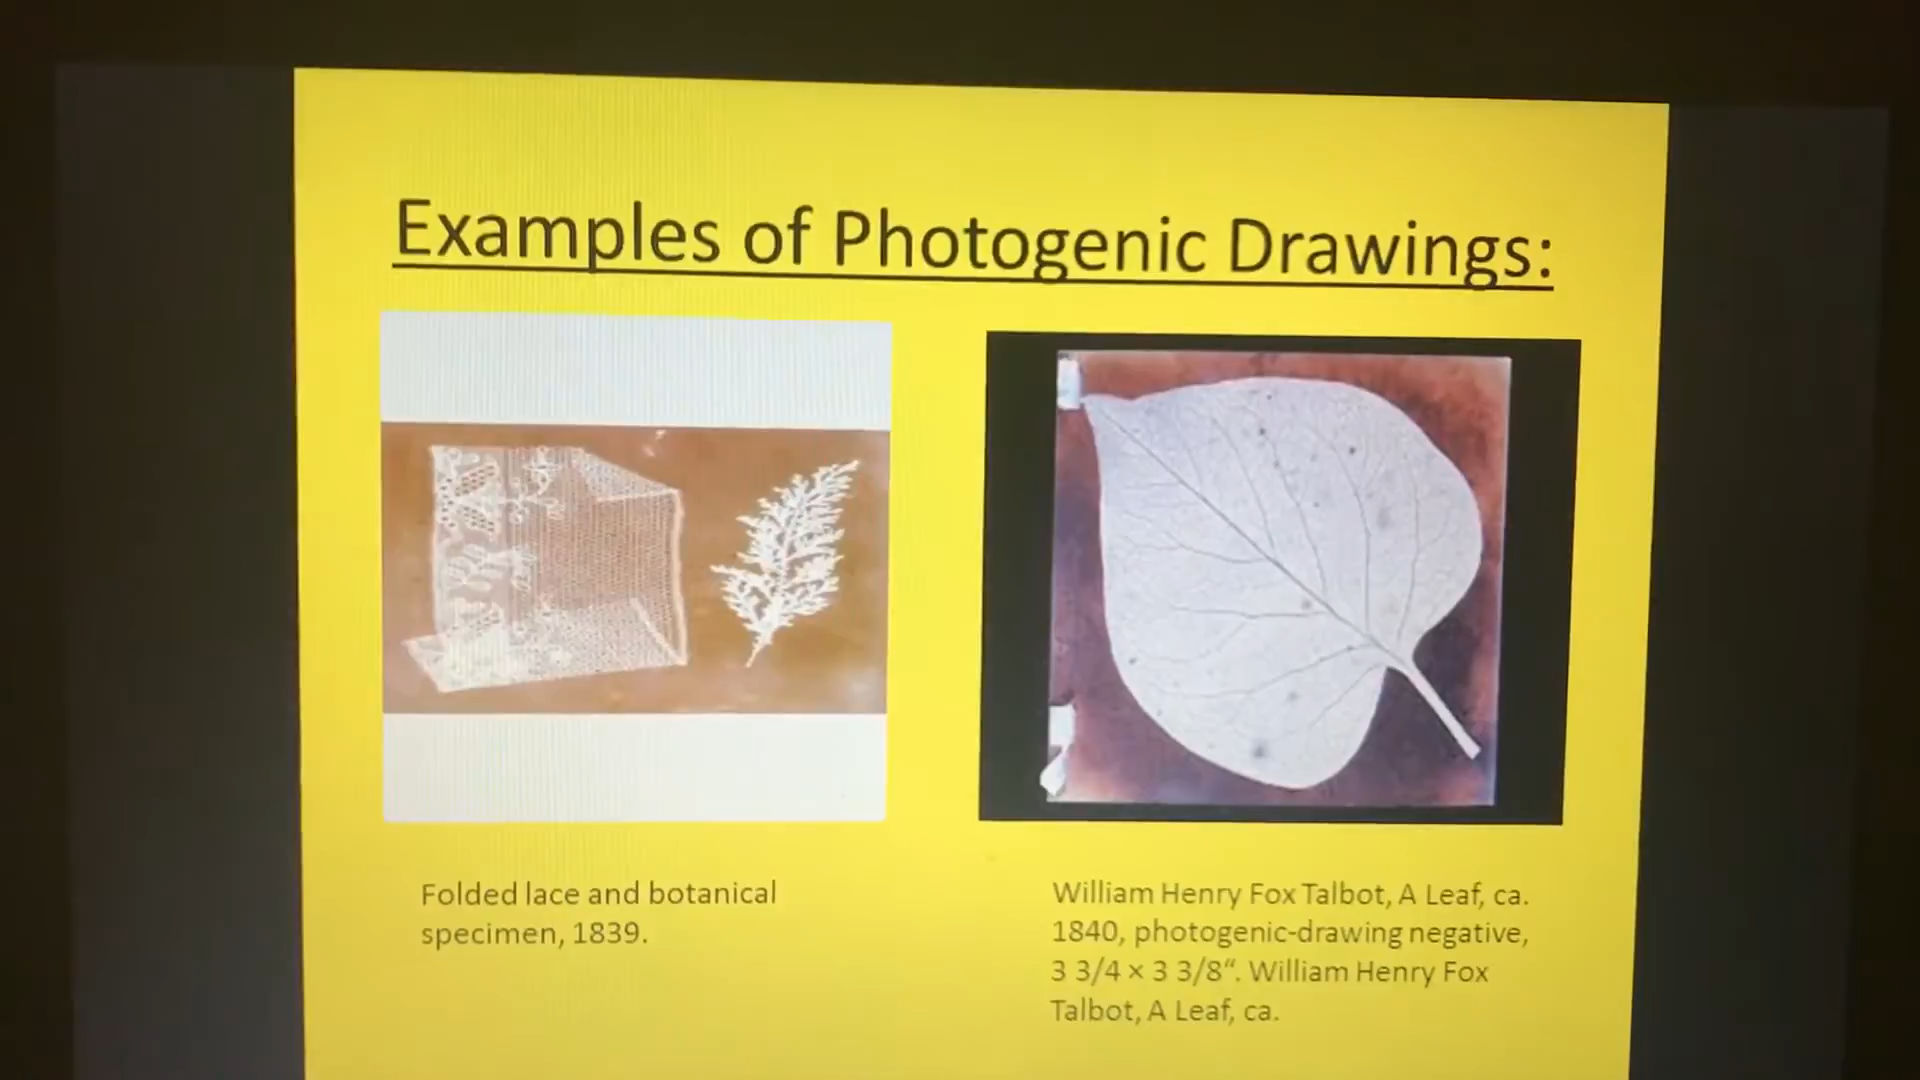 Examples of Photogenic Drawings:
Folded lace and botanical
specimen, 1839.
William Henry Fox Talbot, A Leaf, ca.
1840, photogenic-drawing negative,
3 3/4 × 3 3/8“. William Henry Fox
Talbot, A Leaf, ca.